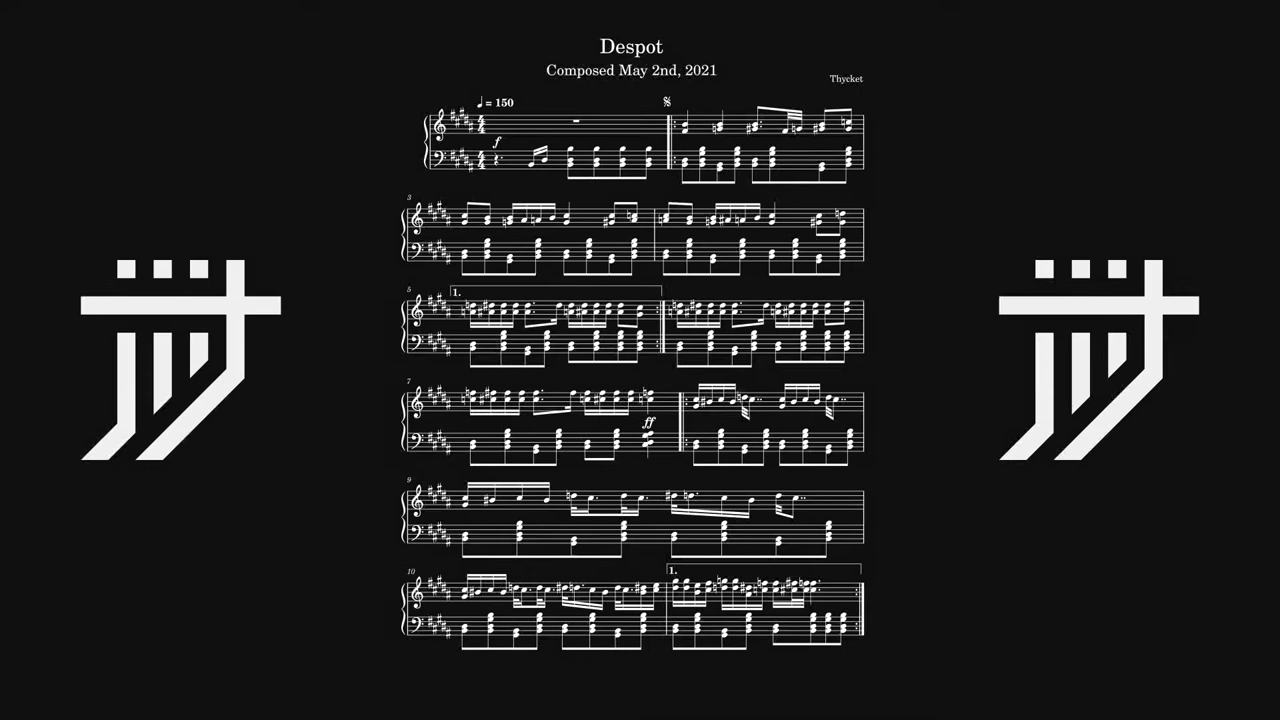 Despot
Composed May 2nd, 2021
Thycket
= 150
f
3
5
1.
7
ff
9
10
1.